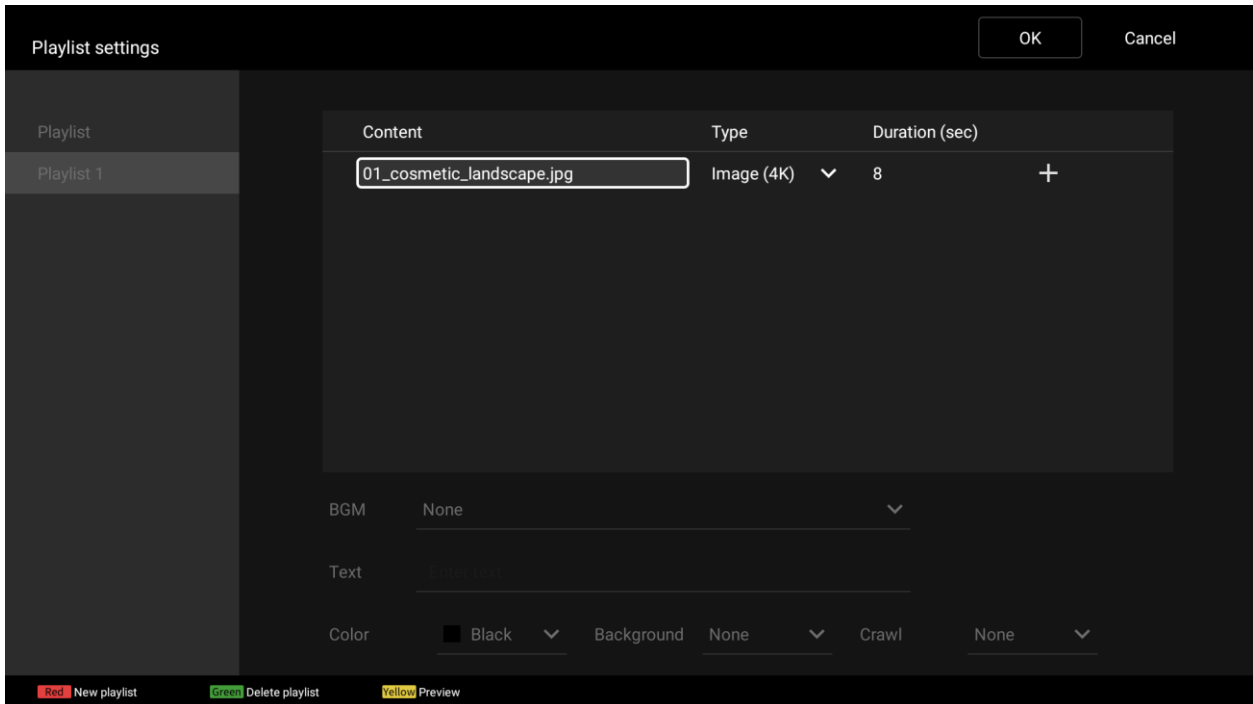 Playlist settings
OK
Cancel
Playlist
Playlist 1
Content Type Duration (sec)
01_cosmetic_landscape.jpg Image (4K) 8
BGM None
Text Enter text
Color Black Background None Crawl None
Red New playlist Green Delete playlist Yellow Preview